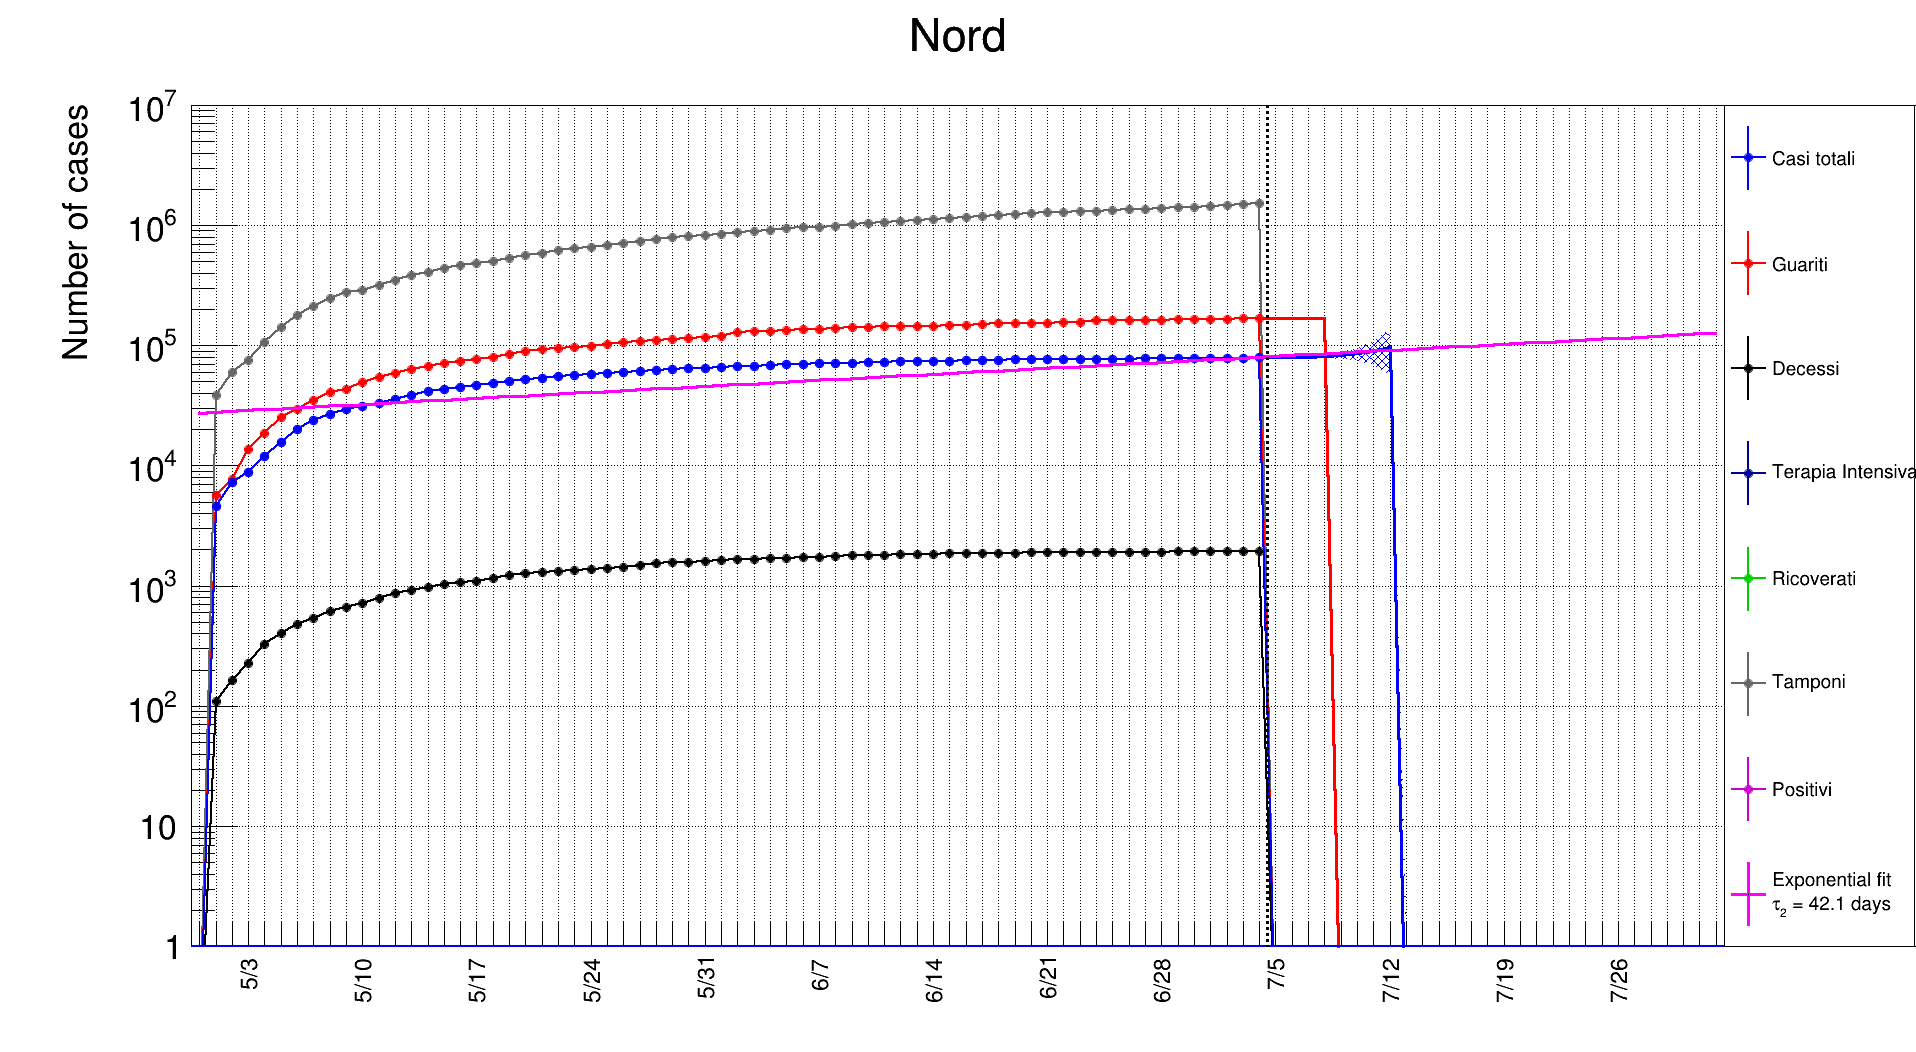 Nord
Number of cases
10^7
10^6
10^5
10^4
10^3
10^2
10
1
5/3
5/10
5/17
5/24
5/31
6/7
6/14
6/21
6/28
7/5
7/12
7/19
7/26
Casi totali
Guariti
Decessi
Terapia Intensiva
Ricoverati
Tamponi
Positivi
Exponential fit
τ_2 = 42.1 days